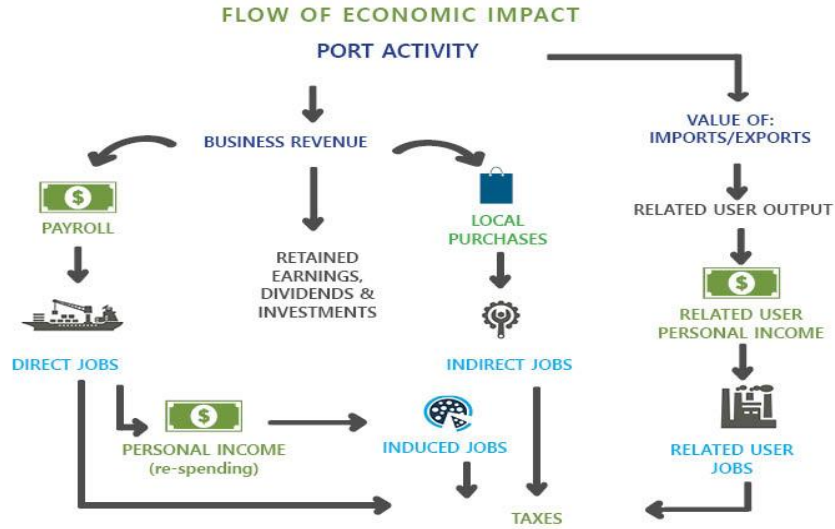 FLOW OF ECONOMIC IMPACT
PORT ACTIVITY
BUSINESS REVENUE
VALUE OF:
IMPORTS/EXPORTS
$
PAYROLL
LOCAL
PURCHASES
RELATED USER OUTPUT
RETAINED
EARNINGS,
DIVIDENDS &
INVESTMENTS
$
RELATED USER
PERSONAL INCOME
DIRECT JOBS
INDIRECT JOBS
$
PERSONAL INCOME
(re-spending)
INDUCED JOBS
RELATED USER
JOBS
TAXES